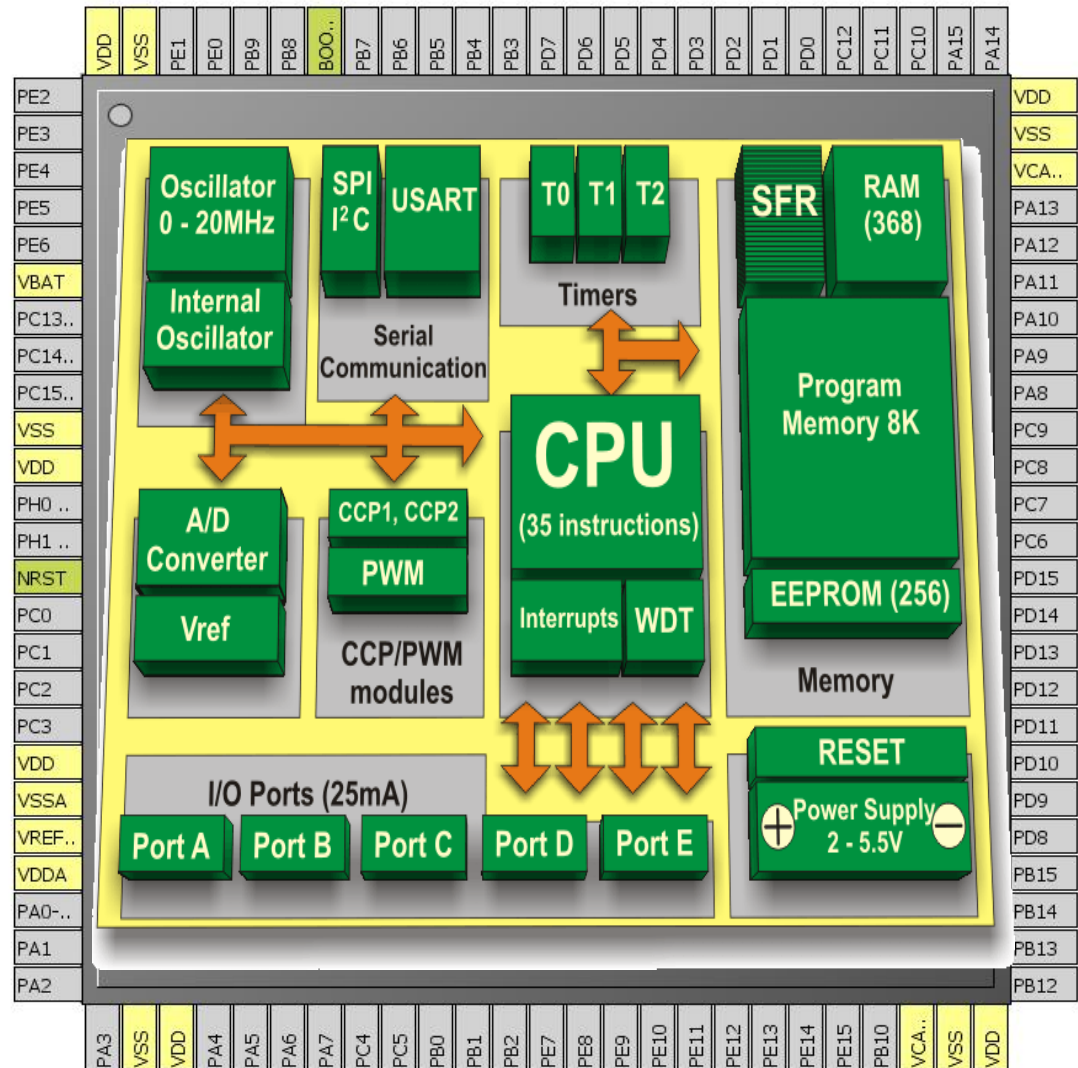 VDD
VSS
PE1
PE0
PB9
PB8
BOO..
PB7
PB6
PB5
PB4
PB3
PD7
PD6
PD5
PD4
PD3
PD2
PD1
PD0
PC12
PC11
PC10
PA15
PA14
PE2
PE3
PE4
PE5
PE6
VBAT
PC13..
PC14..
PC15..
VSS
VDD
PH0 ..
PH1 ..
NRST
PC0
PC1
PC2
PC3
VDD
VSSA
VREF..
VDDA
PA0-..
PA1
PA2
Oscillator
0 - 20MHz
Internal
Oscillator
SPI
I²C
USART
Serial
Communication
T0
T1
T2
Timers
SFR
RAM
(368)
Program
Memory 8K
EEPROM (256)
Memory
CPU
(35 instructions)
Interrupts
WDT
A/D
Converter
Vref
CCP1, CCP2
PWM
CCP/PWM
modules
I/O Ports (25mA)
Port A
Port B
Port C
Port D
Port E
RESET
+
Power Supply
2 - 5.5V
−
VDD
VSS
VCA..
PA13
PA12
PA11
PA10
PA9
PA8
PC9
PC8
PC7
PC6
PD15
PD14
PD13
PD12
PD11
PD10
PD9
PD8
PB15
PB14
PB13
PB12
PA3
VSS
VDD
PA4
PA5
PA6
PA7
PC4
PC5
PB0
PB1
PB2
PE7
PE8
PE9
PE10
PE11
PE12
PE13
PE14
PE15
PB10
VCA..
VSS
VDD